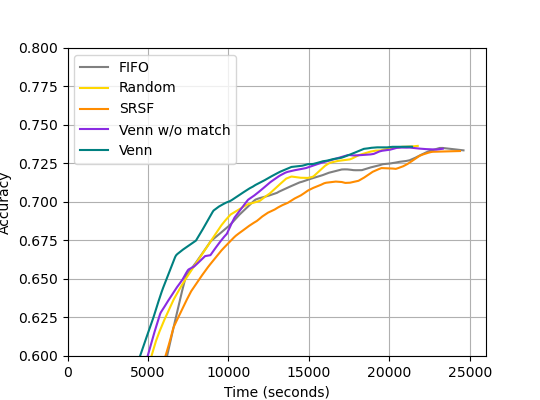 0.800
0.775
0.750
0.725
0.700
0.675
0.650
0.625
0.600
Accuracy
FIFO
Random
SRSF
Venn w/o match
Venn
0
5000
10000
15000
20000
25000
Time (seconds)